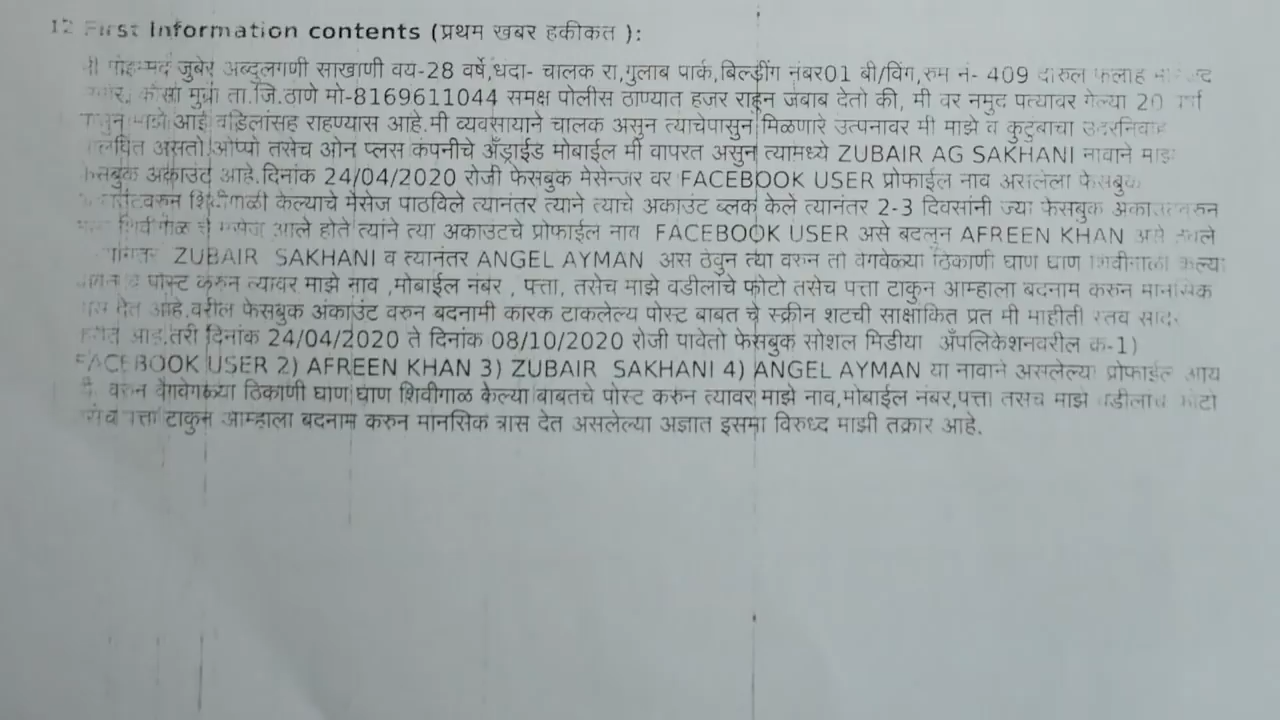 12 First Information contents (प्रथम खबर हकीकत ):
जुबेर अब्दुलगणी साखाणी वय-28 वर्षे,धंदा- चालक रा,गुलाब पार्क,बिल्डींग नंबर01 बी/विंग,रुम नं- 409 दारुल फलाह
कौसा मुंब्रा ता.जि.ठाणे मो-8169611044 समक्ष पोलीस ठाण्यात हजर राहून जबाब देतो की, मी वर नमुद पत्यावर गेल्या 20
आई वडिलांसह राहण्यास आहे.मी व्यवसायाने चालक असुन त्याचेपासुन मिळणारे उत्पनावर मी माझे व कुटुंबाचा उदरनिर्वाह
असतो.ओप्पो तसेच ओन प्लस कंपनीचे अँड्राईड मोबाईल मी वापरत असुन त्यामध्ये ZUBAIR AG SAKHANI नावाने
फेसबुक अकाउंट आहे.दिनांक 24/04/2020 रोजी फेसबुक मेसेन्जर वर FACEBOOK USER प्रोफाईल नाव असलेला फेसबुक
शिवीगाळी केल्याचे मेसेज पाठविले त्यानंतर त्याने त्याचे अकाउंट ब्लक केले त्यानंतर 2-3 दिवसांनी ज्या फेसबुक
मेसेज आले होते त्यांने त्या अकाउंटचे प्रोफाईल नाव FACEBOOK USER असे बदलुन AFREEN KHAN असे
ZUBAIR SAKHANI व त्यानंतर ANGEL AYMAN अस ठेवुन त्या वरुन तो वेगवेळ्या ठिकाणी घाण घाण शिवीगाळी केल्या
पोस्ट करुन त्यावर माझे नाव ,मोबाईल नंबर , पत्ता, तसेच माझे वडीलांचे फोटो तसेच पत्ता टाकुन आम्हाला बदनाम करुन मानसिक
देत आहे.वरील फेसबुक अंकाउंट वरुन बदनामी कारक टाकलेल्य पोस्ट बाबत चे स्क्रीन शटची साक्षांकित प्रत मी माहीती स्तव सादर
आहे.तरी दिनांक 24/04/2020 ते दिनांक 08/10/2020 रोजी पावेतो फेसबुक सोशल मिडीया अँपलिकेशनवरील क्र-1)
FACEBOOK USER 2) AFREEN KHAN 3) ZUBAIR SAKHANI 4) ANGEL AYMAN या नावाने असलेल्या प्रोफाईल आय
वरुन वेगवेगळ्या ठिकाणी घाण घाण शिवीगाळ केल्या बाबतचे पोस्ट करुन त्यावर माझे नाव,मोबाईल नंबर,पत्ता तसच माझे वडीलांचे फोटो
पत्ता टाकुन आम्हाला बदनाम करुन मानसिक त्रास देत असलेल्या अज्ञात इसमा विरुध्द माझी तक्रार आहे.